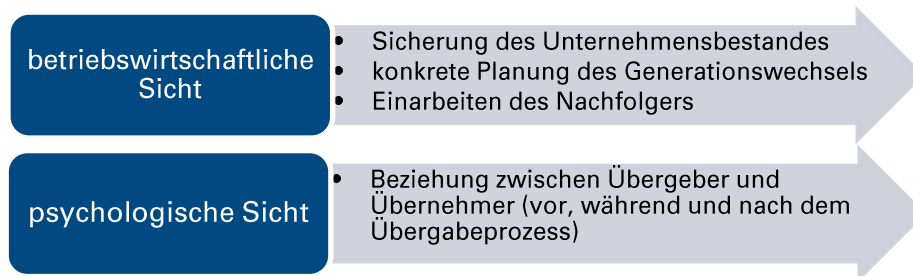 betriebswirtschaftliche
Sicht
• Sicherung des Unternehmensbestandes
• konkrete Planung des Generationswechsels
• Einarbeiten des Nachfolgers
psychologische Sicht
• Beziehung zwischen Übergeber und
Übernehmer (vor, während und nach dem
Übergabeprozess)